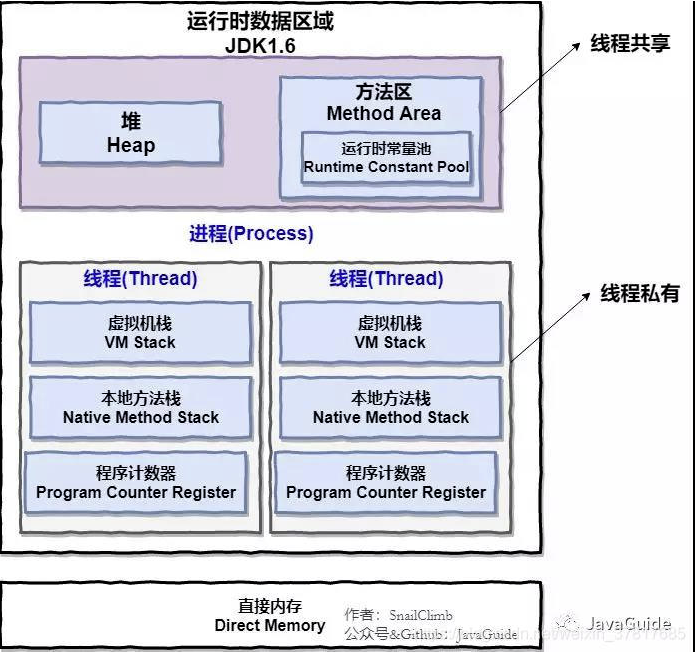 运行时数据区域
JDK1.6
线程共享
堆
Heap
方法区
Method Area
运行时常量池
Runtime Constant Pool
进程(Process)
线程(Thread)
虚拟机栈
VM Stack
本地方法栈
Native Method Stack
程序计数器
Program Counter Register
线程(Thread)
虚拟机栈
VM Stack
本地方法栈
Native Method Stack
程序计数器
Program Counter Register
线程私有
直接内存
Direct Memory
作者：SnailClimb
公众号&Github：JavaGuide
JavaGuide